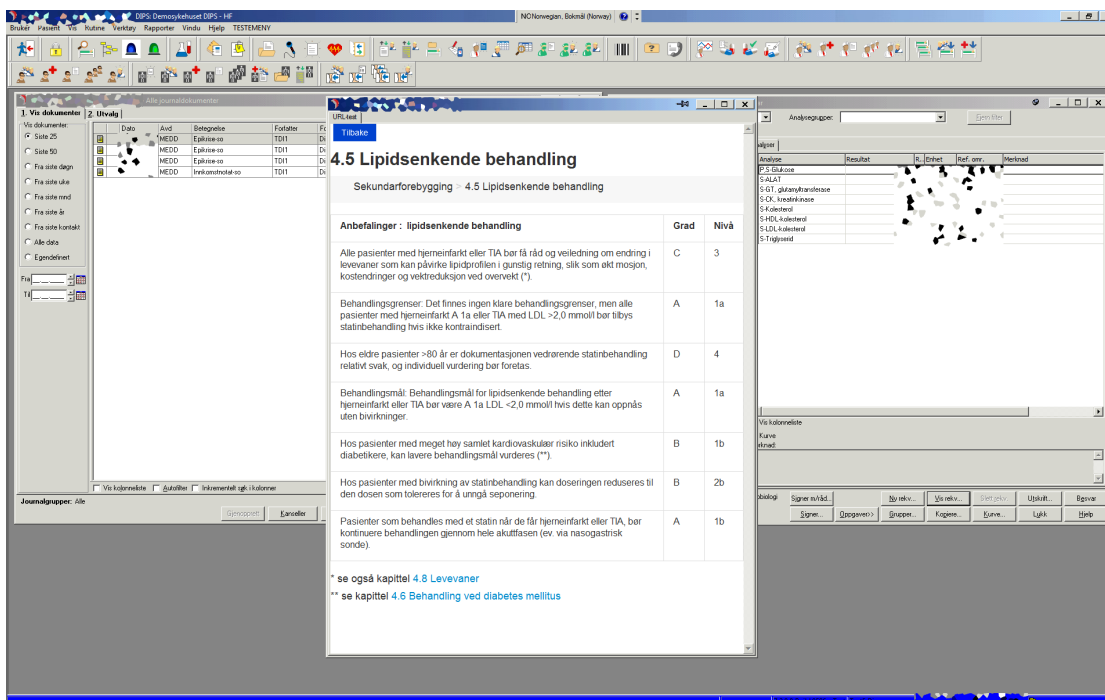 DIPS: Demosykehuset DIPS - HF
NO Norwegian, Bokmål (Norway)
Bruker Pasient Vis Rutine Verktøy Rapporter Vindu Hjelp TESTEMENY
Alle journaldokumenter
1. Vis dokumenter
2. Utvalg
Vis dokumenter:
Siste 25
Siste 50
Fra siste døgn
Fra siste uke
Fra siste mnd
Fra siste år
Fra siste kontakt
Alle data
Egendefinert
Fra
Til
Dato Avd Betegnelse Forfatter
MEDD Epikrise-so TDI1
MEDD Epikrise-so TDI1
MEDD Epikrise-so TDI1
MEDD Innkomstnotat-so TDI1
Vis kolonneliste Autofilter Inkrementelt søk i kolonner
Journalgrupper: Alle
Gjenopprett Kanseller
URL-test
Tilbake
4.5 Lipidsenkende behandling
Sekundarforebygging > 4.5 Lipidsenkende behandling
Anbefalinger : lipidsenkende behandling Grad Nivå
Alle pasienter med hjerneinfarkt eller TIA bør få råd og veiledning om endring i C 3
levevaner som kan påvirke lipidprofilen i gunstig retning, slik som økt mosjon,
kostendringer og vektreduksjon ved overvekt (*).
Behandlingsgrenser: Det finnes ingen klare behandlingsgrenser, men alle A 1a
pasienter med hjerneinfarkt A 1a eller TIA med LDL >2,0 mmol/l bør tilbys
statinbehandling hvis ikke kontraindisert.
Hos eldre pasienter >80 år er dokumentasjonen vedrørende statinbehandling D 4
relativt svak, og individuell vurdering bør foretas.
Behandlingsmål: Behandlingsmål for lipidsenkende behandling etter A 1a
hjerneinfarkt eller TIA bør være A 1a LDL <2,0 mmol/l hvis dette kan oppnås
uten bivirkninger.
Hos pasienter med meget høy samlet kardiovaskulær risiko inkludert B 1b
diabetikere, kan lavere behandlingsmål vurderes (**).
Hos pasienter med bivirkning av statinbehandling kan doseringen reduseres til B 2b
den dosen som tolereres for å unngå seponering.
Pasienter som behandles med et statin når de får hjerneinfarkt eller TIA, bør A 1b
kontinuere behandlingen gjennom hele akuttfasen (ev. via nasogastrisk
sonde).
* se også kapittel 4.8 Levevaner
** se kapittel 4.6 Behandling ved diabetes mellitus
Analysegrupper: Fjern filter
Analyse Resultat R.. Enhet Ref. omr. Merknad
P,S-Glukose
S-ALAT
S-GT, glutamyltransferase
S-CK, kreatinkinase
S-Kolesterol
S-HDL-kolesterol
S-LDL-kolesterol
S-Triglyserid
Vis kolonneliste
Kurve
Signer m/råd... Ny rekv... Vis rekv... Slett rekv Utskrift... Besvar
Signer... Oppgaver>> Grupper... Kopiere... Kurve... Lukk Hjelp